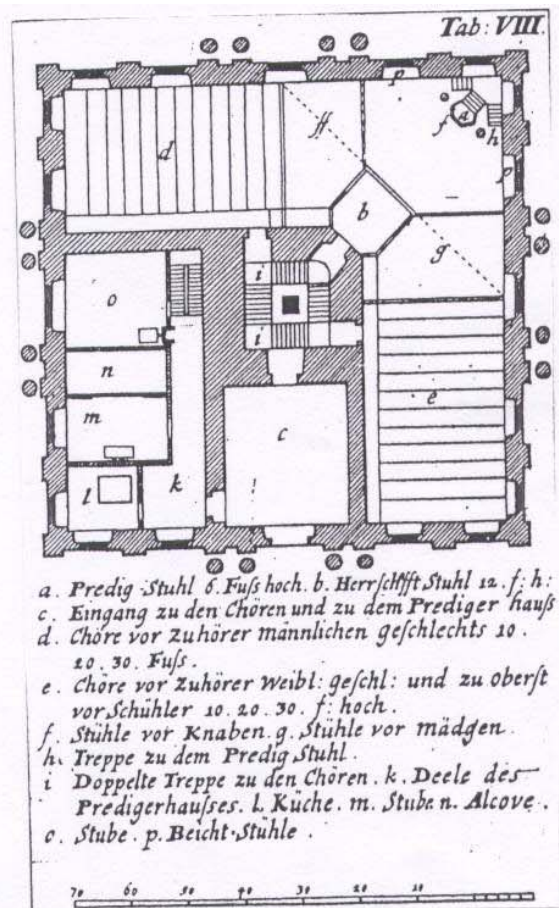 Tab: VIII.
p
a
f
h
d
ff
b
p
g
i
o
i
n
e
m
c
l
k
a. Predig-Stuhl 6. Fuſs hoch. b. Herrſchfft Stuhl 12. f: h:
c. Eingang zu den Chören und zu dem Prediger hauſs
d. Chöre vor Zuhörer männlichen geſchlechts 10.
20. 30. Fuſs.
e. Chöre vor Zuhörer Weibl: geſchl: und zu oberſt
vor Schühler 10. 20. 30. f: hoch.
f. Stühle vor Knaben. g. Stühle vor mädgen.
h. Treppe zu dem Predig Stuhl.
i Doppelte Treppe zu den Chören. k. Deele des
Predigerhauſses. l. Küche. m. Stube n. Alcove.
o. Stube. p. Beicht-Stühle.
70 60 50 40 30 20 10